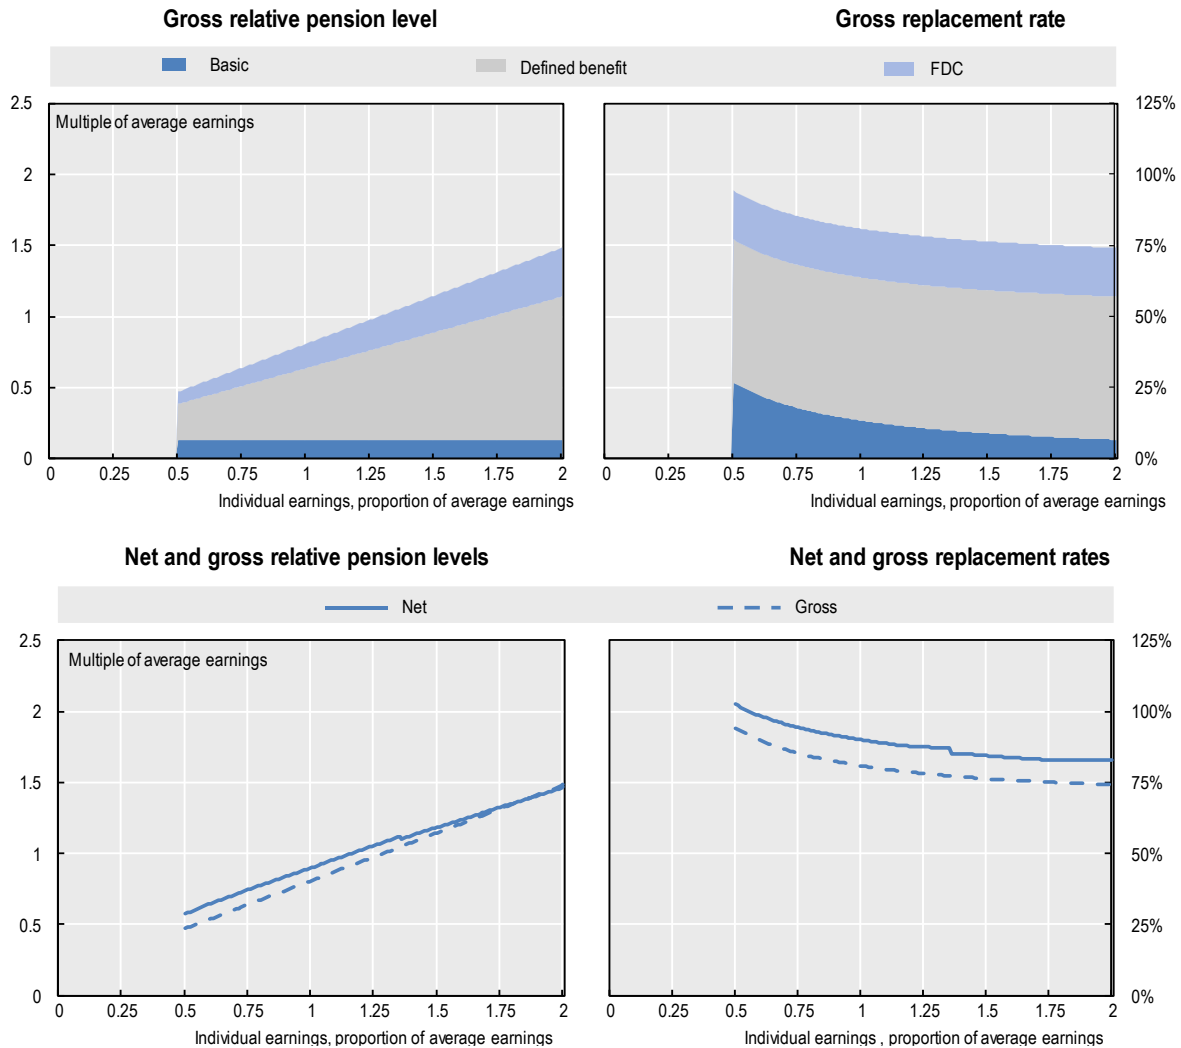 Gross relative pension level
Gross replacement rate
Basic
Defined benefit
FDC
2.5
2
1.5
1
0.5
0
Multiple of average earnings
0 0.25 0.5 0.75 1 1.25 1.5 1.75 2
Individual earnings, proportion of average earnings
125%
100%
75%
50%
25%
0%
0 0.25 0.5 0.75 1 1.25 1.5 1.75 2
Individual earnings, proportion of average earnings
Net and gross relative pension levels
Net and gross replacement rates
Net
Gross
2.5
2
1.5
1
0.5
0
Multiple of average earnings
0 0.25 0.5 0.75 1 1.25 1.5 1.75 2
Individual earnings, proportion of average earnings
125%
100%
75%
50%
25%
0%
0 0.25 0.5 0.75 1 1.25 1.5 1.75 2
Individual earnings , proportion of average earnings